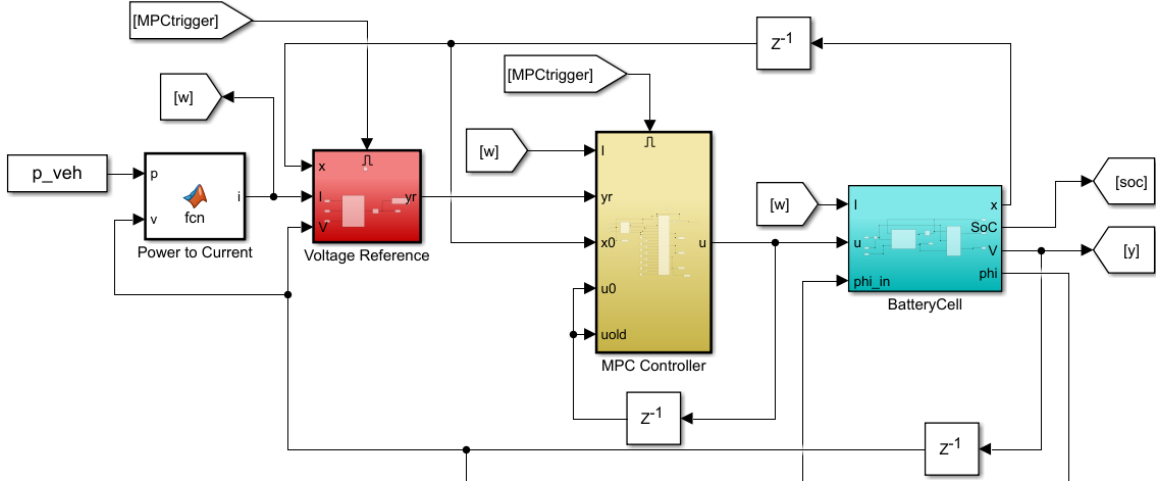 [MPCtrigger]
Z-1
[MPCtrigger]
[w]
[w]
p_veh
p
v
fcn
i
Power to Current
x
I
V
yr
Voltage Reference
I
yr
x0
u0
uold
u
MPC Controller
[w]
I
u
phi_in
x
SoC
V
phi
BatteryCell
[soc]
[y]
Z-1
Z-1